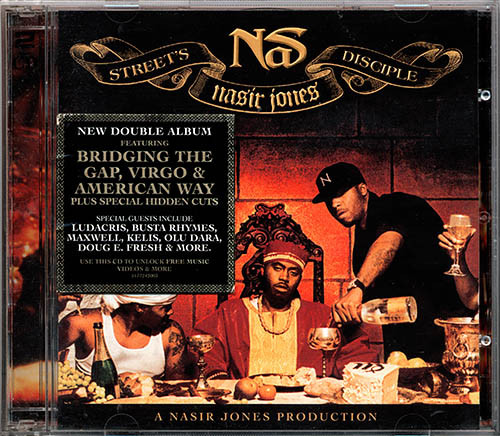 NAS
STREET'S DISCIPLE
nasir jones
NEW DOUBLE ALBUM
FEATURING
BRIDGING THE
GAP, VIRGO &
AMERICAN WAY
PLUS SPECIAL HIDDEN CUTS
SPECIAL GUESTS INCLUDE
LUDACRIS, BUSTA RHYMES,
MAXWELL, KELIS, OLU DARA,
DOUG E. FRESH & MORE.
USE THIS CD TO UNLOCK FREE MUSIC
VIDEOS & MORE
N
A NASIR JONES PRODUCTION